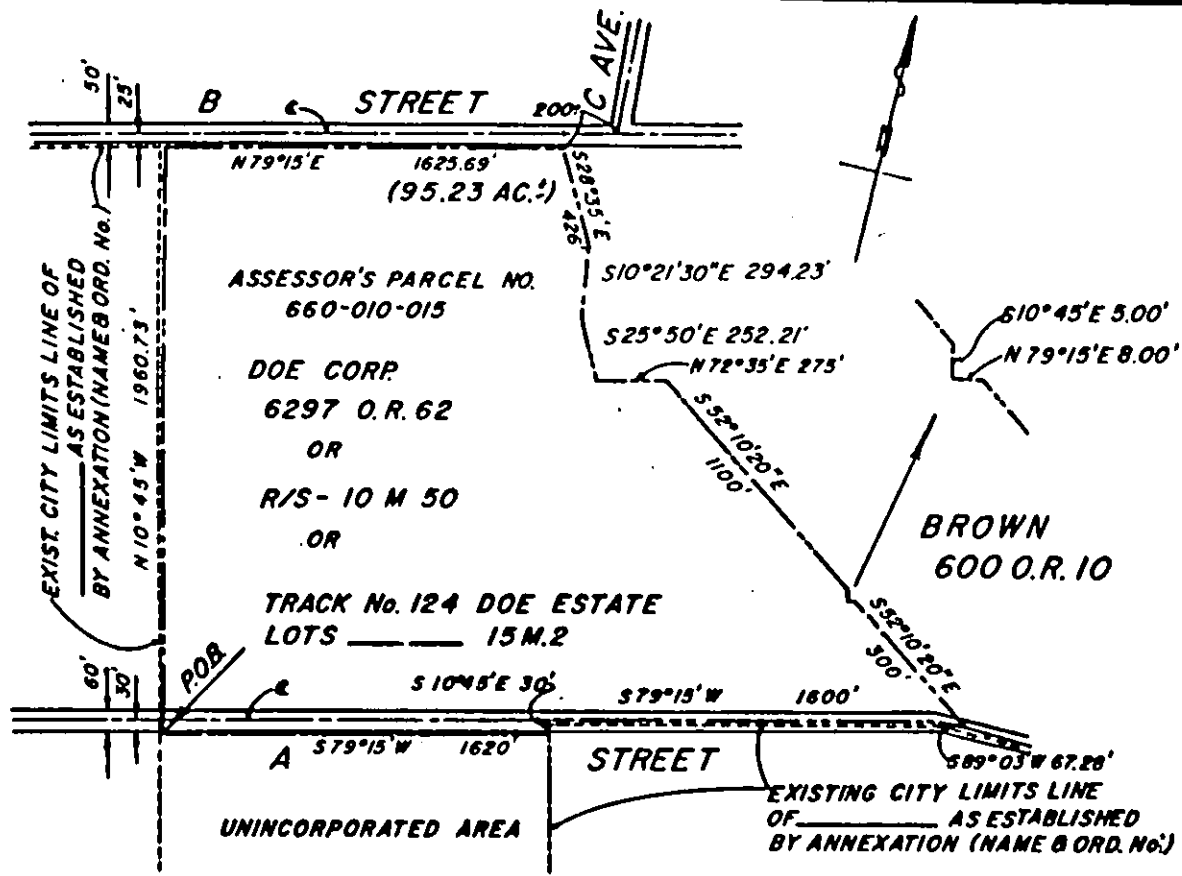 50'
25'
B STREET
C AVE.
200'
N79°15'E 1625.69'
(95.23 AC.±)
S28°35'E
426'
ASSESSOR'S PARCEL NO.
660-010-015
S10°21'30"E 294.23'
S25°50'E 252.21'
N72°35'E 275'
S10°45'E 5.00'
N79°15'E 8.00'
EXIST. CITY LIMITS LINE OF
AS ESTABLISHED
BY ANNEXATION (NAME & ORD. No.)
N10°45'W 1960.73'
DOE CORP.
6297 O.R. 62
OR
R/S - 10 M 50
OR
S52°10'20"E
1100'
BROWN
600 O.R. 10
TRACK No. 124 DOE ESTATE
LOTS ____ ____ 15 M.2
S52°10'20"E
300'
60'
30'
P.O.B.
S10°45'E 30'
S79°15'W 1600'
S79°15'W 1620'
A STREET
S89°03'W 67.28'
UNINCORPORATED AREA
EXISTING CITY LIMITS LINE
OF ________ AS ESTABLISHED
BY ANNEXATION (NAME & ORD. No.)